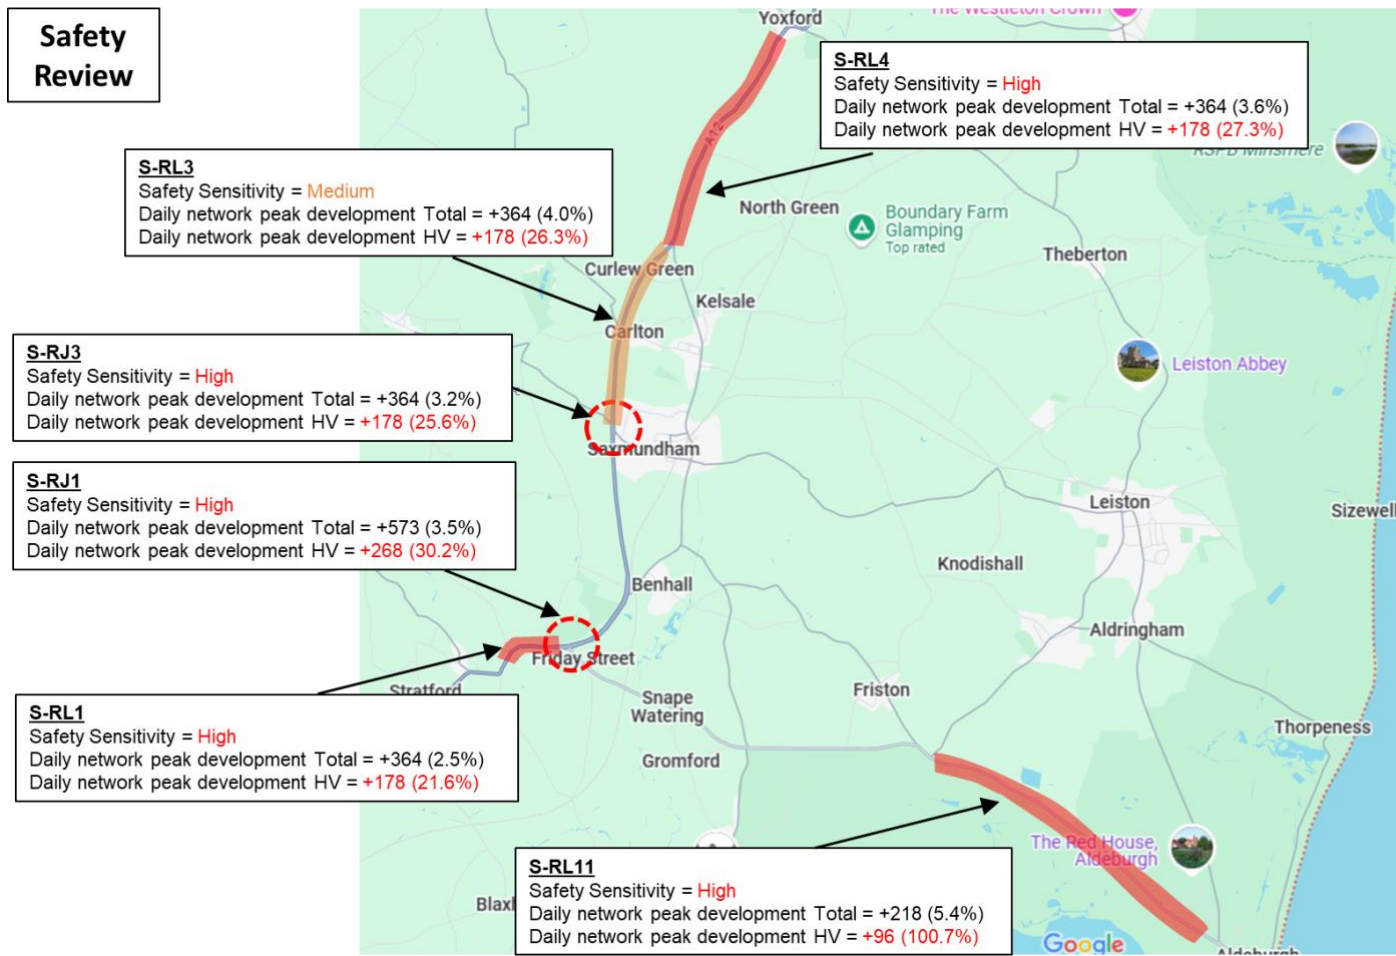 Safety
Review
Yoxford
The Westleton Crown
S-RL4
Safety Sensitivity = High
Daily network peak development Total = +364 (3.6%)
Daily network peak development HV = +178 (27.3%)
A12
RSPB Minsmere
S-RL3
Safety Sensitivity = Medium
Daily network peak development Total = +364 (4.0%)
Daily network peak development HV = +178 (26.3%)
North Green
Boundary Farm
Glamping
Top rated
Theberton
Curlew Green
Kelsale
Carlton
S-RJ3
Safety Sensitivity = High
Daily network peak development Total = +364 (3.2%)
Daily network peak development HV = +178 (25.6%)
Leiston Abbey
Saxmundham
S-RJ1
Safety Sensitivity = High
Daily network peak development Total = +573 (3.5%)
Daily network peak development HV = +268 (30.2%)
Leiston
Sizewell
Knodishall
Benhall
Aldringham
Friday Street
Stratford
Snape
Watering
Friston
Thorpeness
S-RL1
Safety Sensitivity = High
Daily network peak development Total = +364 (2.5%)
Daily network peak development HV = +178 (21.6%)
Gromford
The Red House,
Aldeburgh
S-RL11
Safety Sensitivity = High
Daily network peak development Total = +218 (5.4%)
Daily network peak development HV = +96 (100.7%)
Blaxh
Google
Aldeburgh